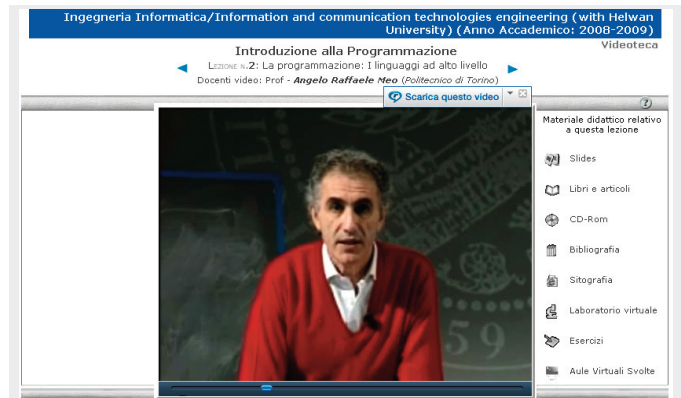 Ingegneria Informatica/Information and communication technologies engineering (with Helwan
University) (Anno Accademico: 2008-2009)
Videoteca
Introduzione alla Programmazione
Lezione n.2: La programmazione: I linguaggi ad alto livello
Docenti video: Prof - Angelo Raffaele Meo (Politecnico di Torino)
Scarica questo video
?
Materiale didattico relativo
a questa lezione
Slides
Libri e articoli
CD-Rom
Bibliografia
Sitografia
Laboratorio virtuale
Esercizi
Aule Virtuali Svolte
59